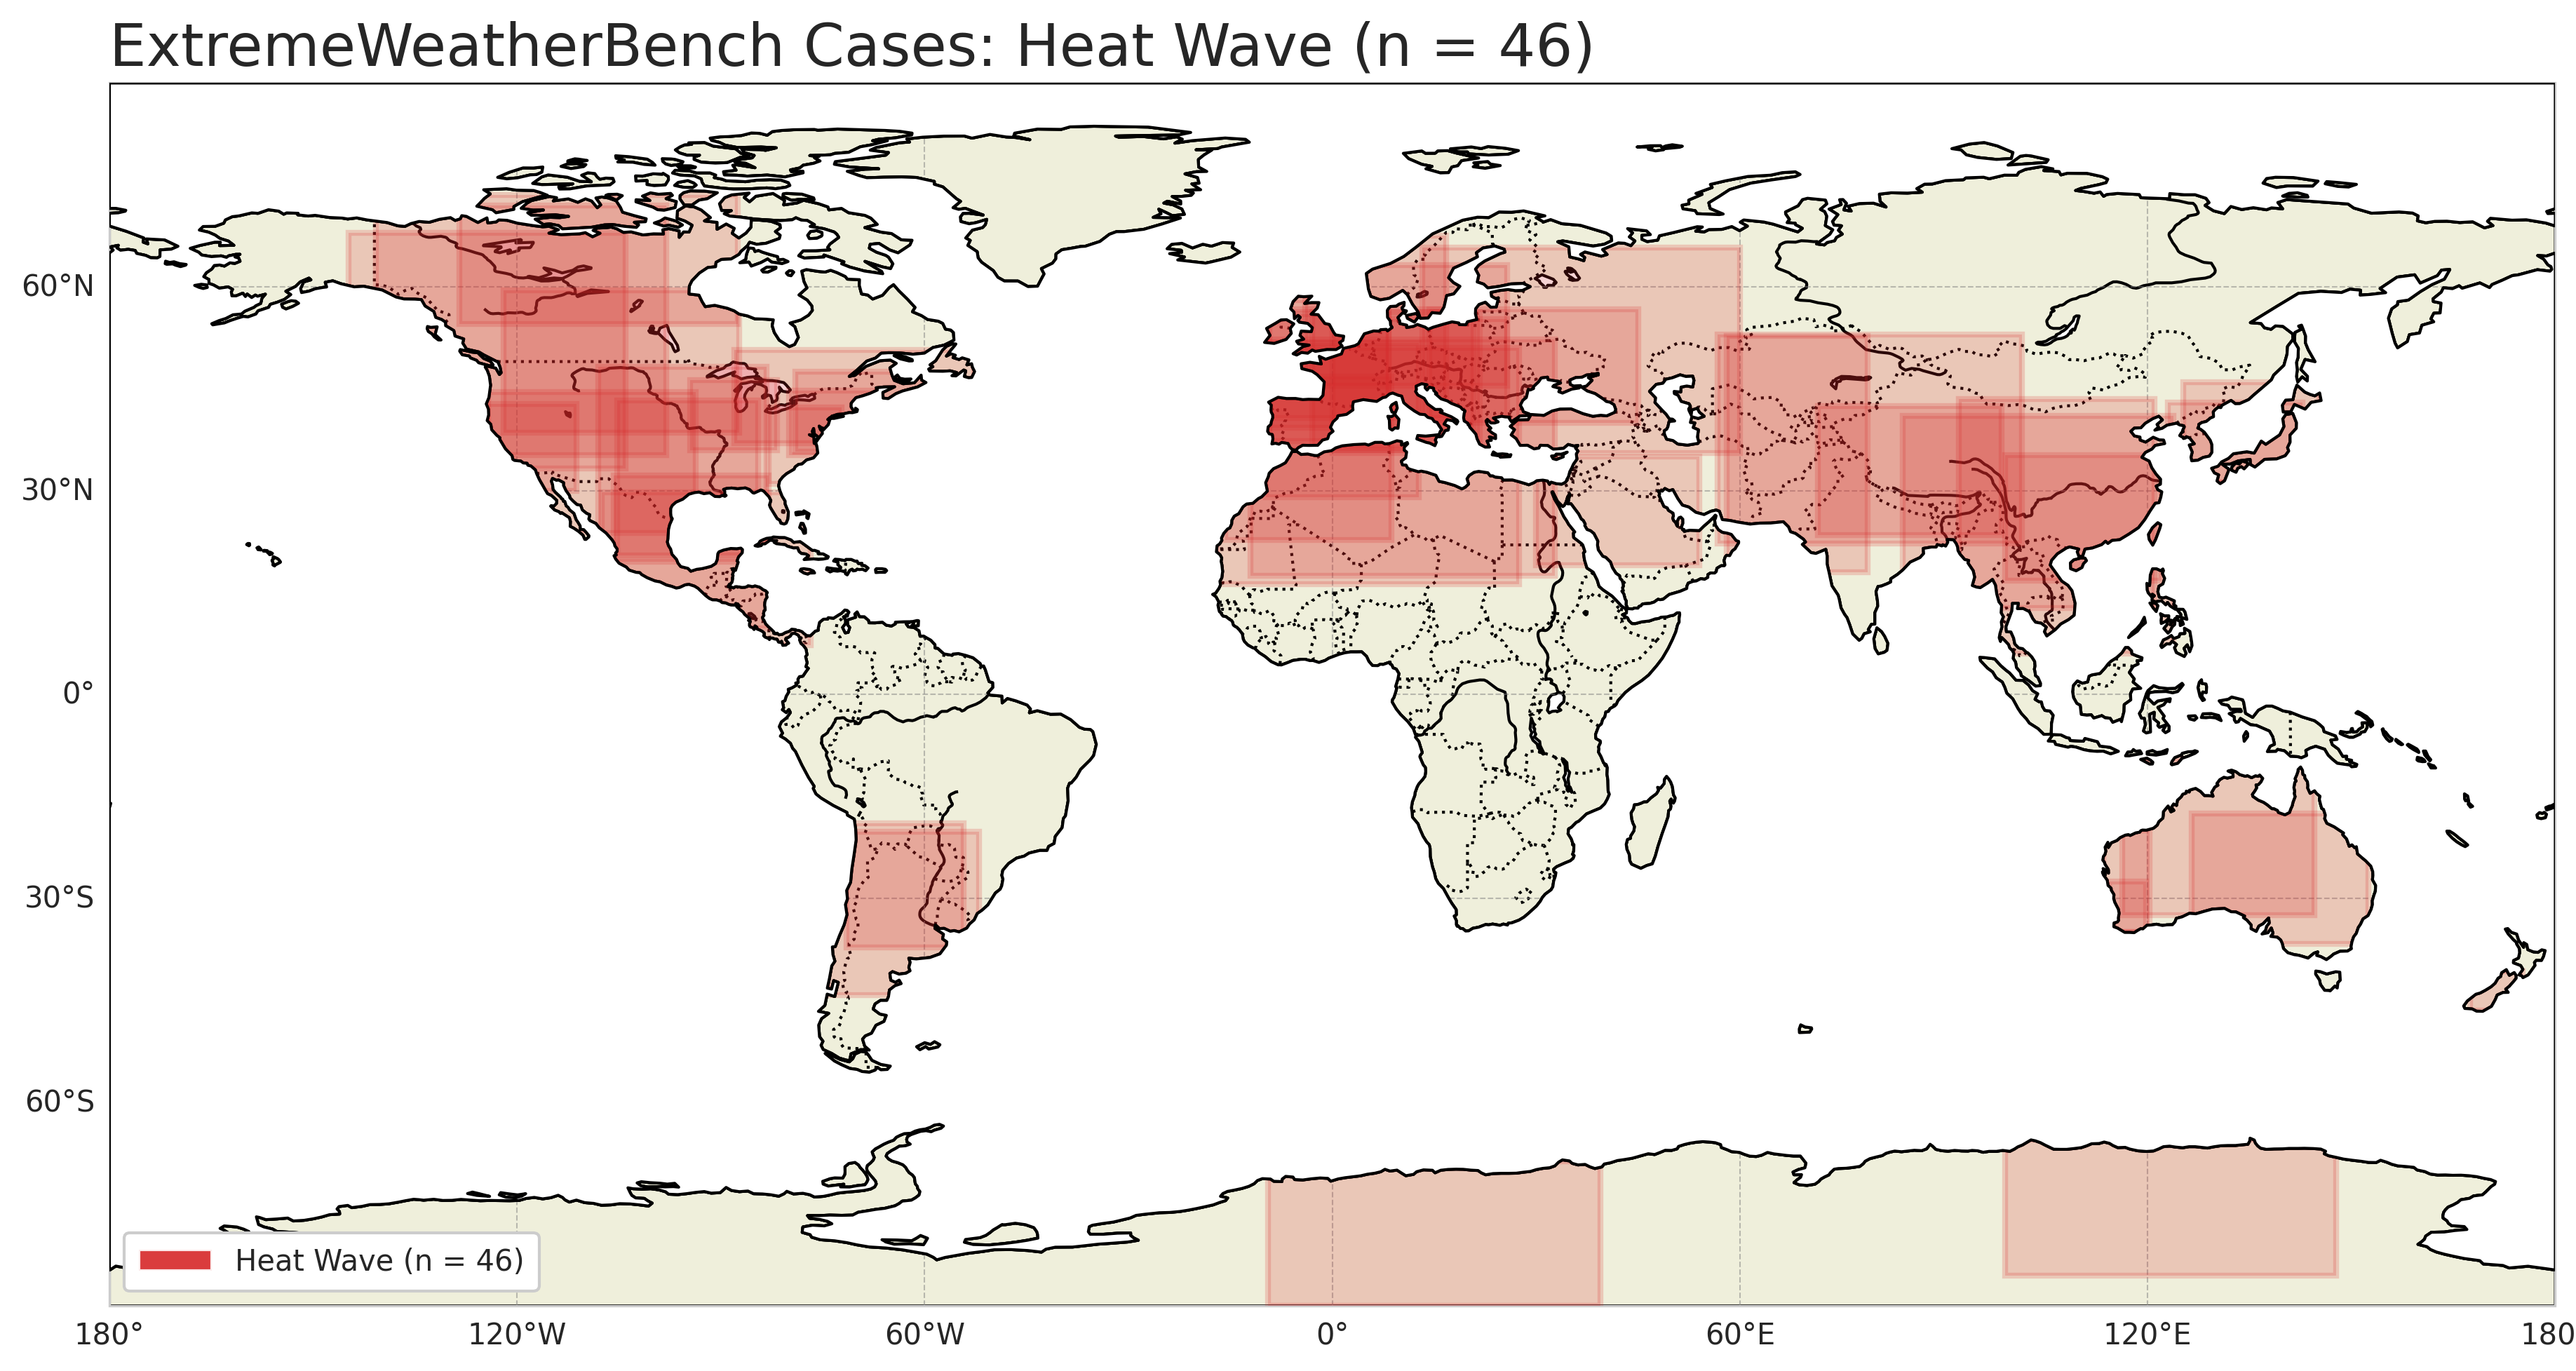 ExtremeWeatherBench Cases: Heat Wave (n = 46)
60°N
30°N
0°
30°S
60°S
Heat Wave (n = 46)
180° 120°W 60°W 0° 60°E 120°E 180